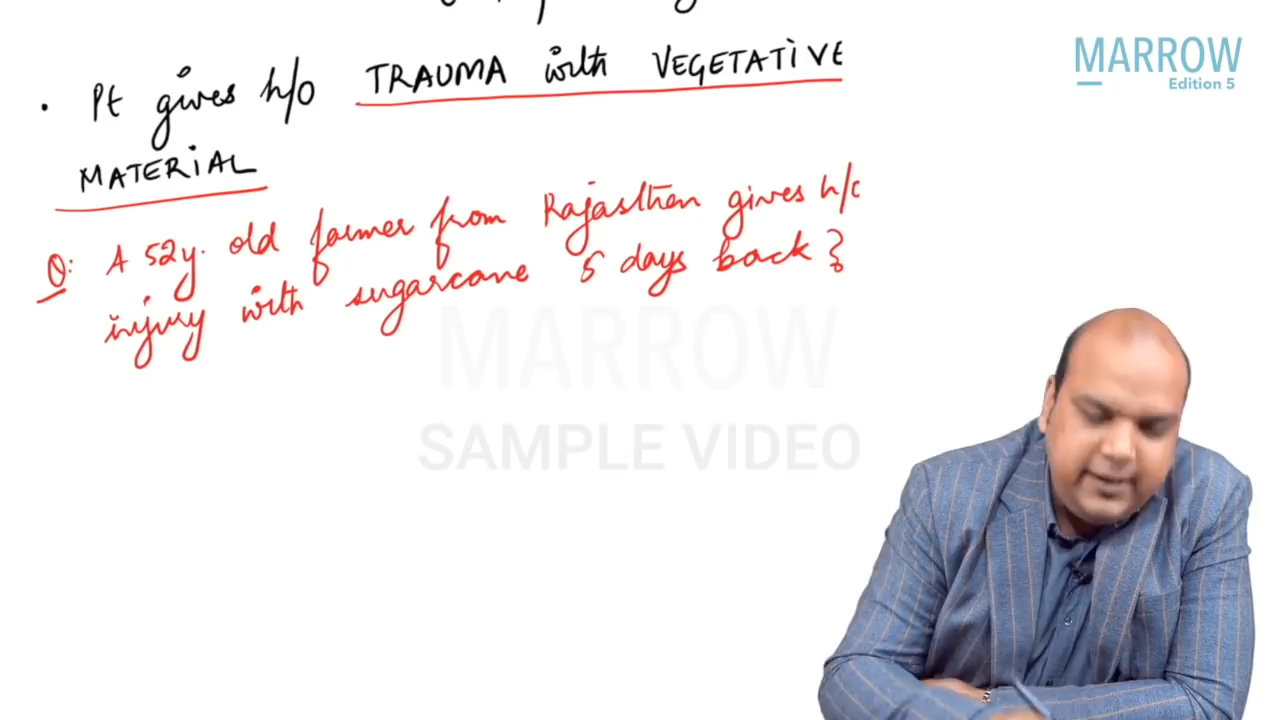 MARROW
Edition 5
• Pt gives h/o TRAUMA with VEGETATIVE
MATERIAL
Q: A 52y. old farmer from Rajasthan gives h/o
injury with sugarcane 5 days back ?
MARROW
SAMPLE VIDEO